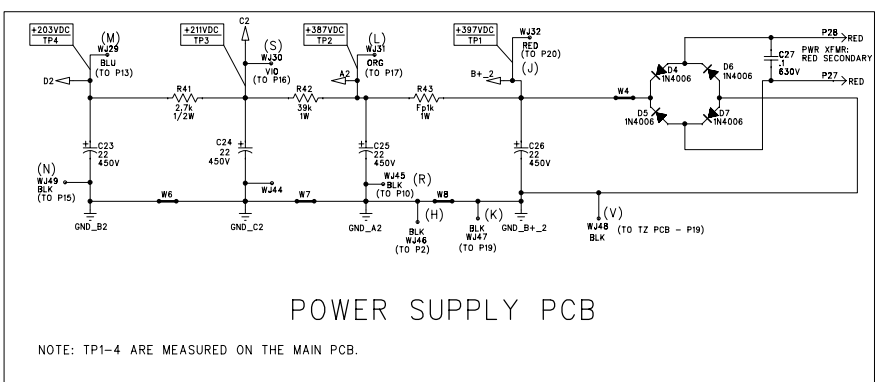 +203VDC
TP4
(M)
WJ29
BLU
(TO P13)
D2
+211VDC
TP3
C2
(S)
WJ30
VIO
(TO P16)
+387VDC
TP2
(L)
WJ31
ORG
(TO P17)
A2
+397VDC
TP1
WJ32
RED
(TO P20)
(J)
B+_2
P28
RED
PWR XFMR:
RED SECONDARY
C27
.1
630V
P27
RED
D4
1N4006
D6
1N4006
D5
1N4006
D7
1N4006
W4
R41
2.7k
1/2W
R42
39k
1W
R43
Fp1k
1W
C23
22
450V
C24
22
450V
C25
22
450V
C26
22
450V
(N)
WJ49
BLK
(TO P15)
W6
WJ44
W7
WJ45
BLK
(TO P10)
(R)
W8
(H)
BLK
WJ46
(TO P2)
(K)
BLK
WJ47
(TO P19)
(V)
WJ48
BLK
(TO TZ PCB - P19)
GND_B2
GND_C2
GND_A2
GND_B+_2
POWER SUPPLY PCB
NOTE: TP1-4 ARE MEASURED ON THE MAIN PCB.